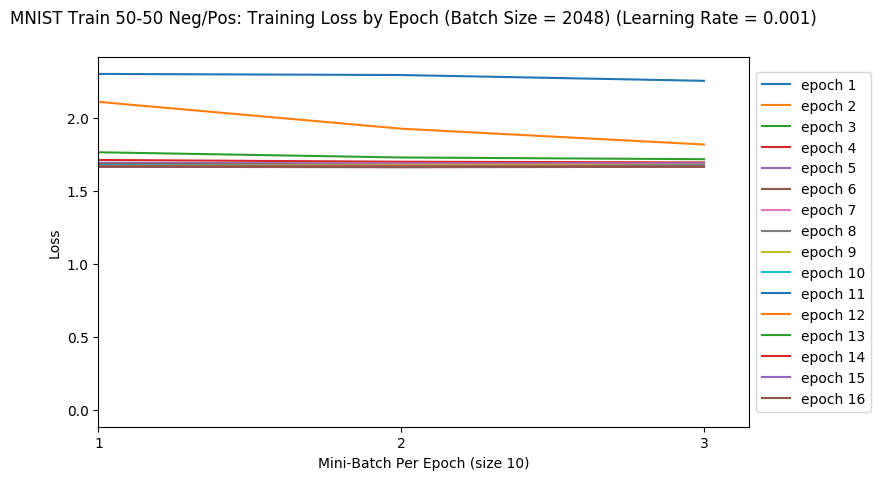 MNIST Train 50-50 Neg/Pos: Training Loss by Epoch (Batch Size = 2048) (Learning Rate = 0.001)
2.0
1.5
1.0
0.5
0.0
Loss
1
2
3
Mini-Batch Per Epoch (size 10)
epoch 1
epoch 2
epoch 3
epoch 4
epoch 5
epoch 6
epoch 7
epoch 8
epoch 9
epoch 10
epoch 11
epoch 12
epoch 13
epoch 14
epoch 15
epoch 16